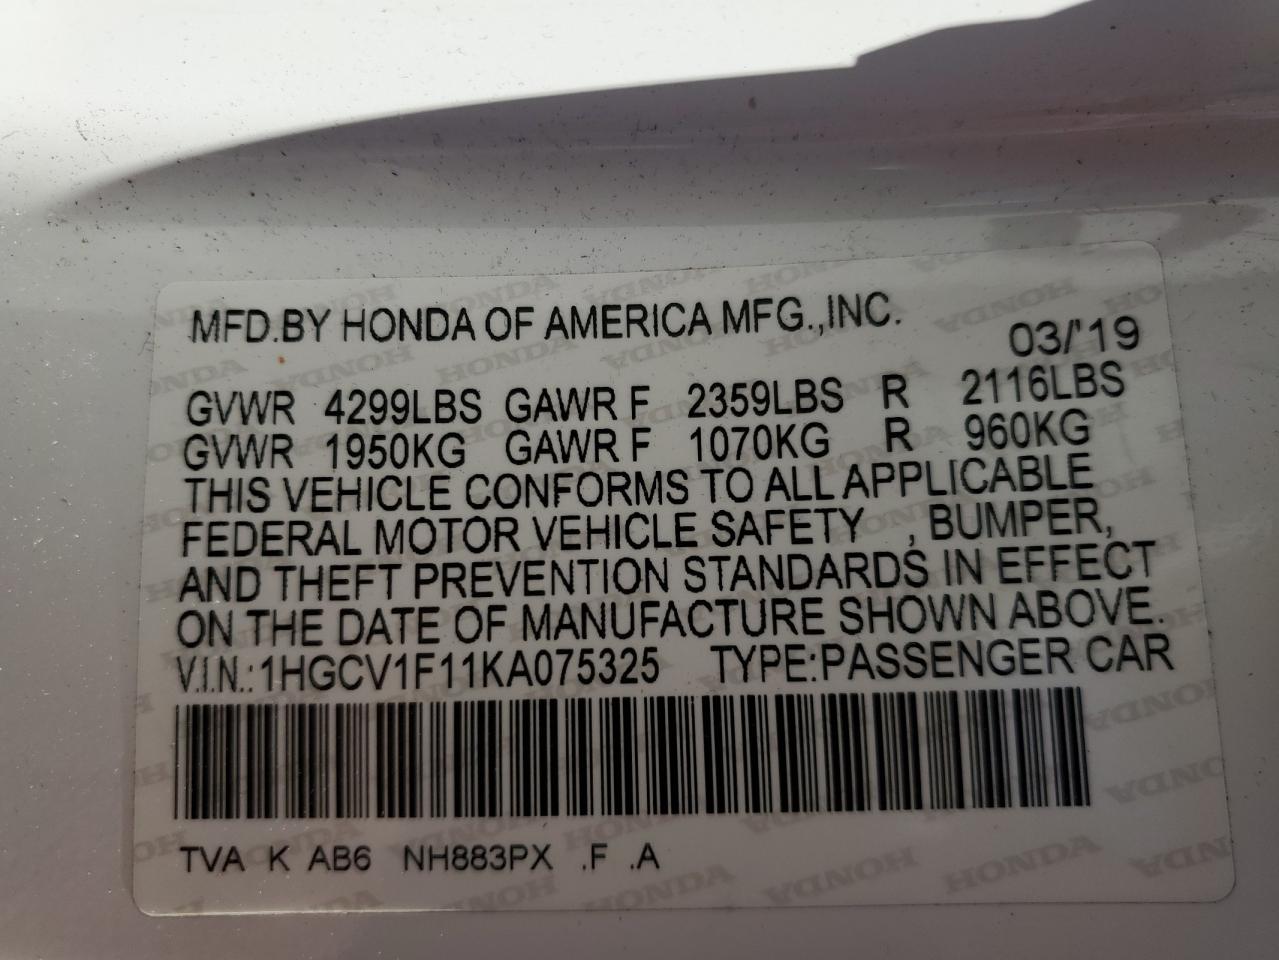 MFD.BY HONDA OF AMERICA MFG.,INC.
03/'19
GVWR 4299LBS GAWR F 2359LBS R 2116LBS
GVWR 1950KG GAWR F 1070KG R 960KG
THIS VEHICLE CONFORMS TO ALL APPLICABLE
FEDERAL MOTOR VEHICLE SAFETY , BUMPER,
AND THEFT PREVENTION STANDARDS IN EFFECT
ON THE DATE OF MANUFACTURE SHOWN ABOVE.
V.I.N.:1HGCV1F11KA075325 TYPE:PASSENGER CAR
TVA K AB6 NH883PX .F .A